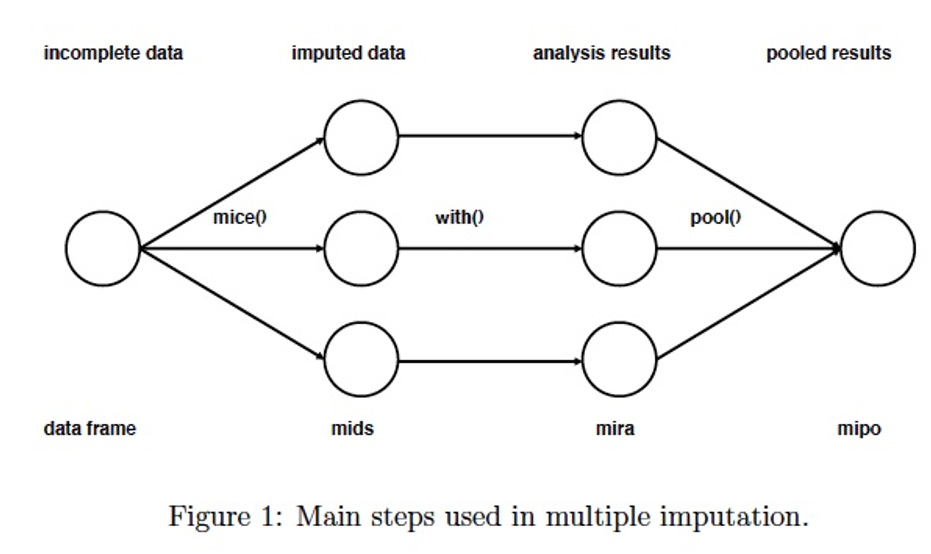 incomplete data imputed data analysis results pooled results
mice() with() pool()
data frame mids mira mipo
Figure 1: Main steps used in multiple imputation.